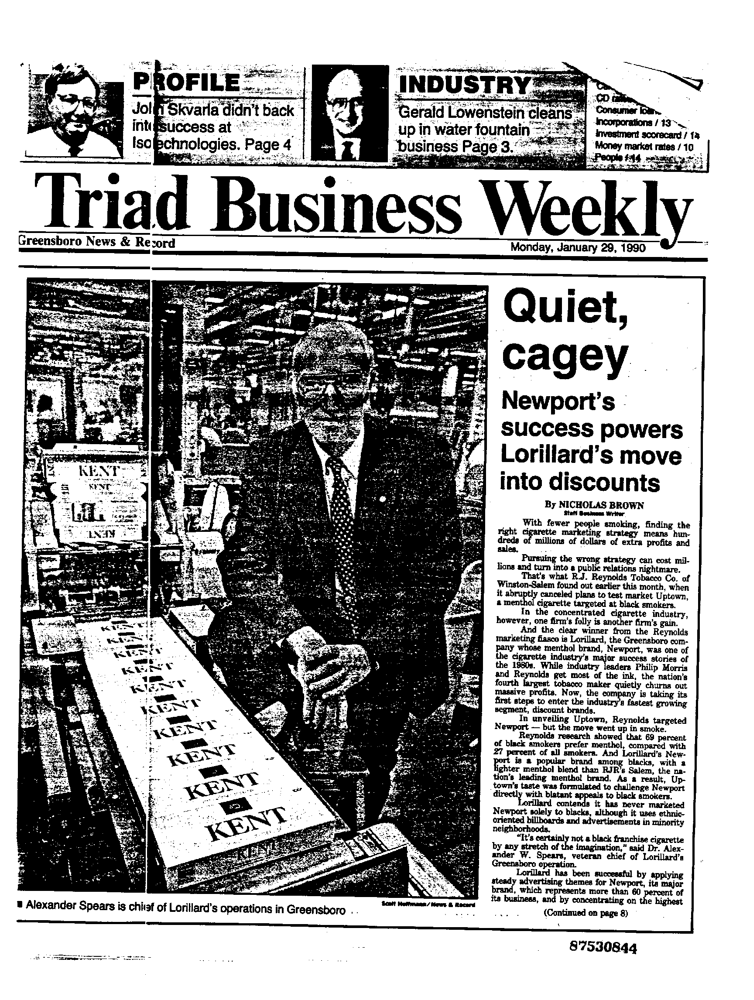 PROFILE
John Skvarla didn't back
into success at
Isotechnologies. Page 4
INDUSTRY
Gerald Lowenstein cleans
up in water fountain
business Page 3.
CD
Consumer loans
Incorporations / 13
Investment scorecard / 14
Money market rates / 10
People / 14
Triad Business Weekly
Greensboro News & Record
Monday, January 29, 1990
KENT
KENT
KENT
KENT
KENT
KENT
KENT
KENT
KENT
KENT
Quiet,
cagey
Newport's
success powers
Lorillard's move
into discounts
By NICHOLAS BROWN
Staff Business Writer
With fewer people smoking, finding the
right cigarette marketing strategy means hun-
dreds of millions of dollars of extra profits and
sales.
Pursuing the wrong strategy can cost mil-
lions and turn into a public relations nightmare.
That's what R.J. Reynolds Tobacco Co. of
Winston-Salem found out earlier this month, when
it abruptly canceled plans to test market Uptown,
a menthol cigarette targeted at black smokers.
In the concentrated cigarette industry,
however, one firm's folly is another firm's gain.
And the clear winner from the Reynolds
marketing fiasco is Lorillard, the Greensboro com-
pany whose menthol brand, Newport, was one of
the cigarette industry's major success stories of
the 1980s. While industry leaders Philip Morris
and Reynolds get most of the ink, the nation's
fourth largest tobacco maker quietly churns out
massive profits. Now, the company is taking its
first steps to enter the industry's fastest growing
segment, discount brands.
In unveiling Uptown, Reynolds targeted
Newport — but the move went up in smoke.
Reynolds research showed that 69 percent
of black smokers prefer menthol, compared with
27 percent of all smokers. And Lorillard's New-
port is a popular brand among blacks, with a
lighter menthol blend than RJR's Salem, the na-
tion's leading menthol brand. As a result, Up-
town's taste was formulated to challenge Newport
directly with blatant appeals to black smokers.
Lorillard contends it has never marketed
Newport solely to blacks, although it uses ethnic-
oriented billboards and advertisements in minority
neighborhoods.
"It's certainly not a black franchise cigarette
by any stretch of the imagination," said Dr. Alex-
ander W. Spears, veteran chief of Lorillard's
Greensboro operation.
Lorillard has been successful by applying
steady advertising themes for Newport, its major
brand, which represents more than 60 percent of
its business, and by concentrating on the highest
(Continued on page 8)
■ Alexander Spears is chief of Lorillard's operations in Greensboro
Scott Hoffmann / News & Record
87530844